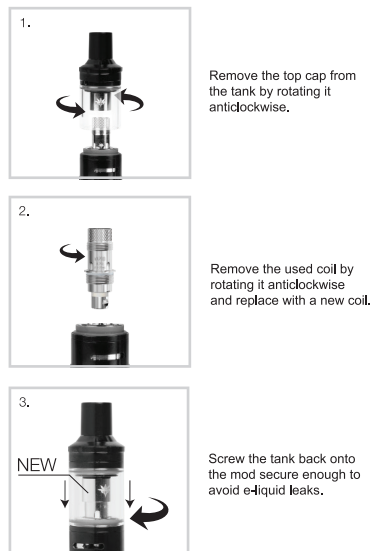 1.
Remove the top cap from
the tank by rotating it
anticlockwise.
2.
Remove the used coil by
rotating it anticlockwise
and replace with a new coil.
3.
NEW
Screw the tank back onto
the mod secure enough to
avoid e-liquid leaks.